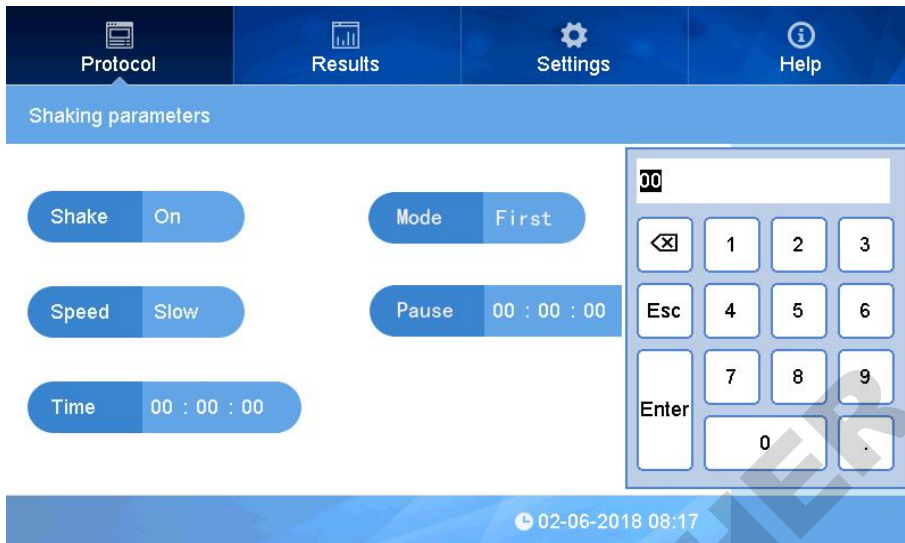 Protocol
Results
Settings
Help
Shaking parameters
00
Shake On
Mode First
1 2 3
Speed Slow
Pause 00 : 00 : 00
Esc 4 5 6
Time 00 : 00 : 00
7 8 9
Enter
0 .
02-06-2018 08:17